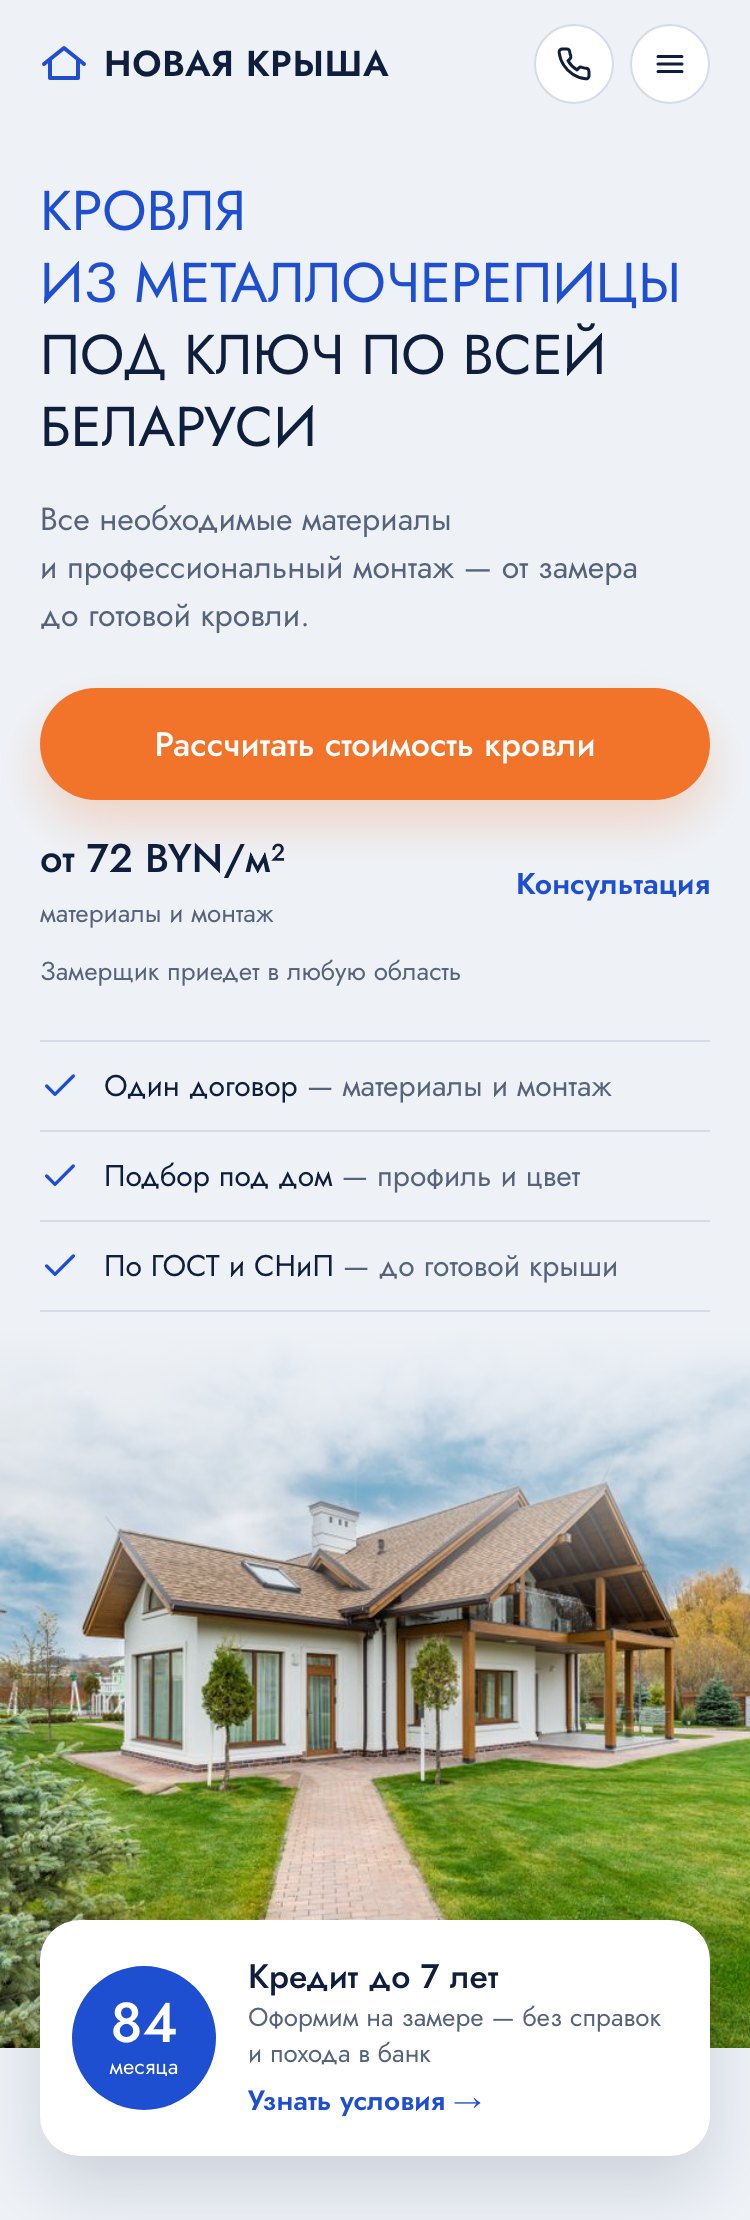 НОВАЯ КРЫША
КРОВЛЯ
ИЗ МЕТАЛЛОЧЕРЕПИЦЫ
ПОД КЛЮЧ ПО ВСЕЙ
БЕЛАРУСИ
Все необходимые материалы
и профессиональный монтаж — от замера
до готовой кровли.
Рассчитать стоимость кровли
от 72 BYN/м²
материалы и монтаж
Консультация
Замерщик приедет в любую область
Один договор — материалы и монтаж
Подбор под дом — профиль и цвет
По ГОСТ и СНиП — до готовой крыши
84
месяца
Кредит до 7 лет
Оформим на замере — без справок
и похода в банк
Узнать условия →